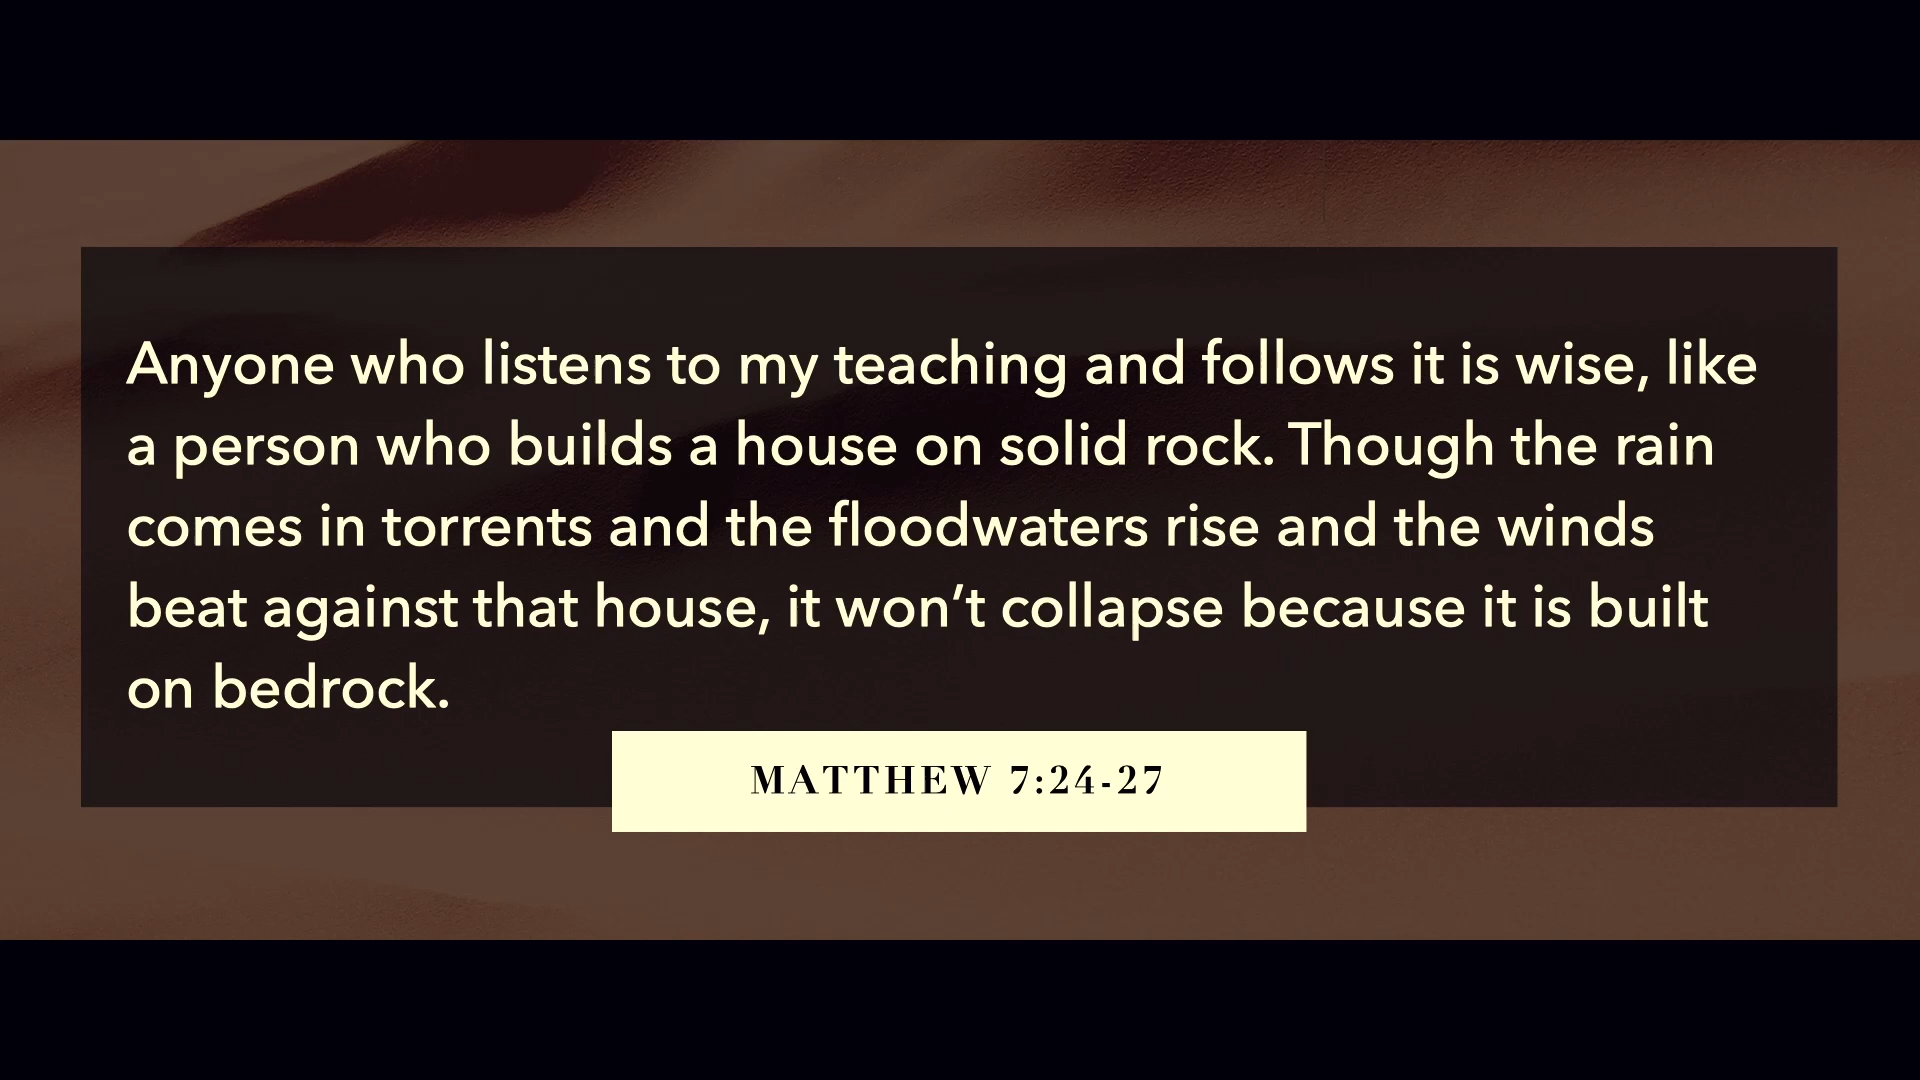 Anyone who listens to my teaching and follows it is wise, like
a person who builds a house on solid rock. Though the rain
comes in torrents and the floodwaters rise and the winds
beat against that house, it won’t collapse because it is built
on bedrock.
MATTHEW 7:24-27